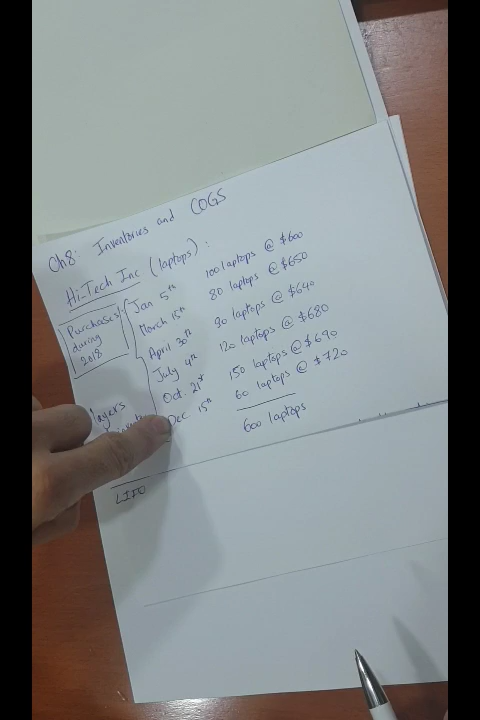 Ch8: Inventories and COGS
Hi-Tech Inc (laptops):
Purchases: during 2018
Jan 5th 100 laptops @ $600
March 15th 80 laptops @ $650
April 30th 90 laptops @ $640
July 4th 120 laptops @ $680
Oct. 21st 150 laptops @ $690
Dec 15th 60 laptops @ $720
600 laptops
Layers
LIFO